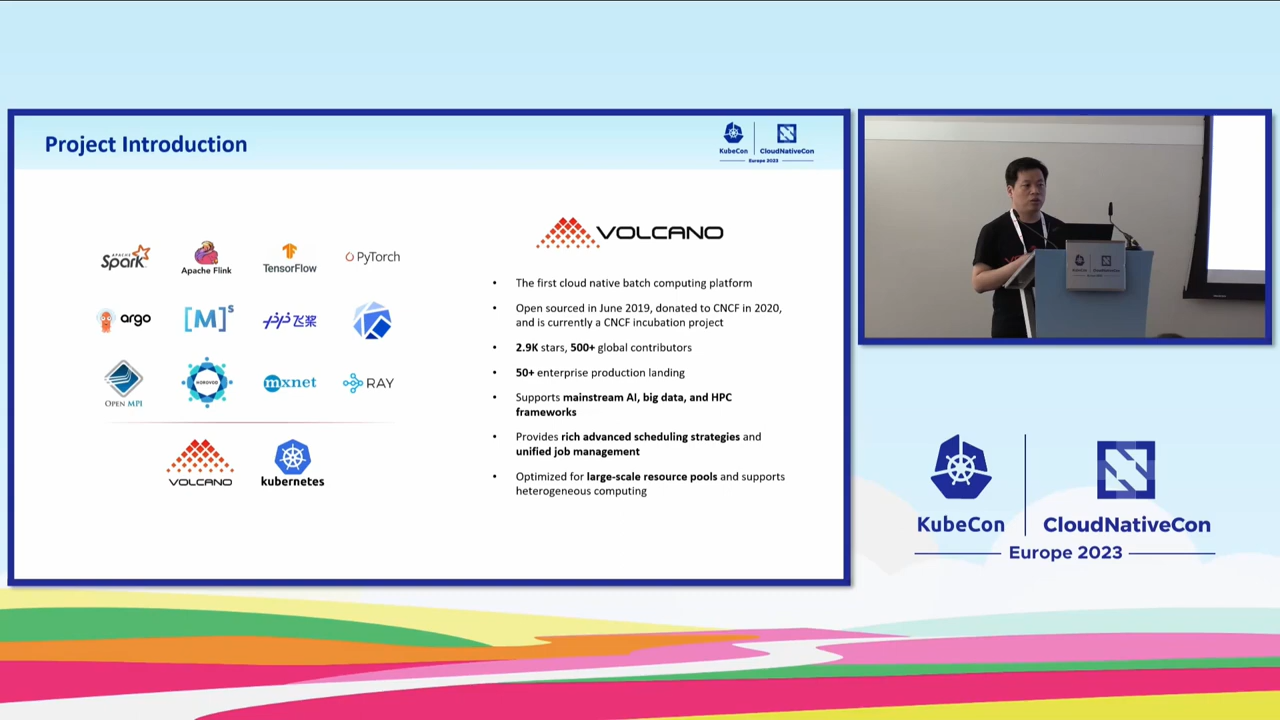 Project Introduction
KubeCon
CloudNativeCon
Europe 2023
APACHE
Spark
Apache Flink
TensorFlow
PyTorch
argo
[M]s
飞桨
OPEN MPI
HOROVOD
mxnet
RAY
VOLCANO
kubernetes
VOLCANO
• The first cloud native batch computing platform
• Open sourced in June 2019, donated to CNCF in 2020,
and is currently a CNCF incubation project
• 2.9K stars, 500+ global contributors
• 50+ enterprise production landing
• Supports mainstream AI, big data, and HPC
frameworks
• Provides rich advanced scheduling strategies and
unified job management
• Optimized for large-scale resource pools and supports
heterogeneous computing
KubeCon
CloudNativeCon
Europe 2023